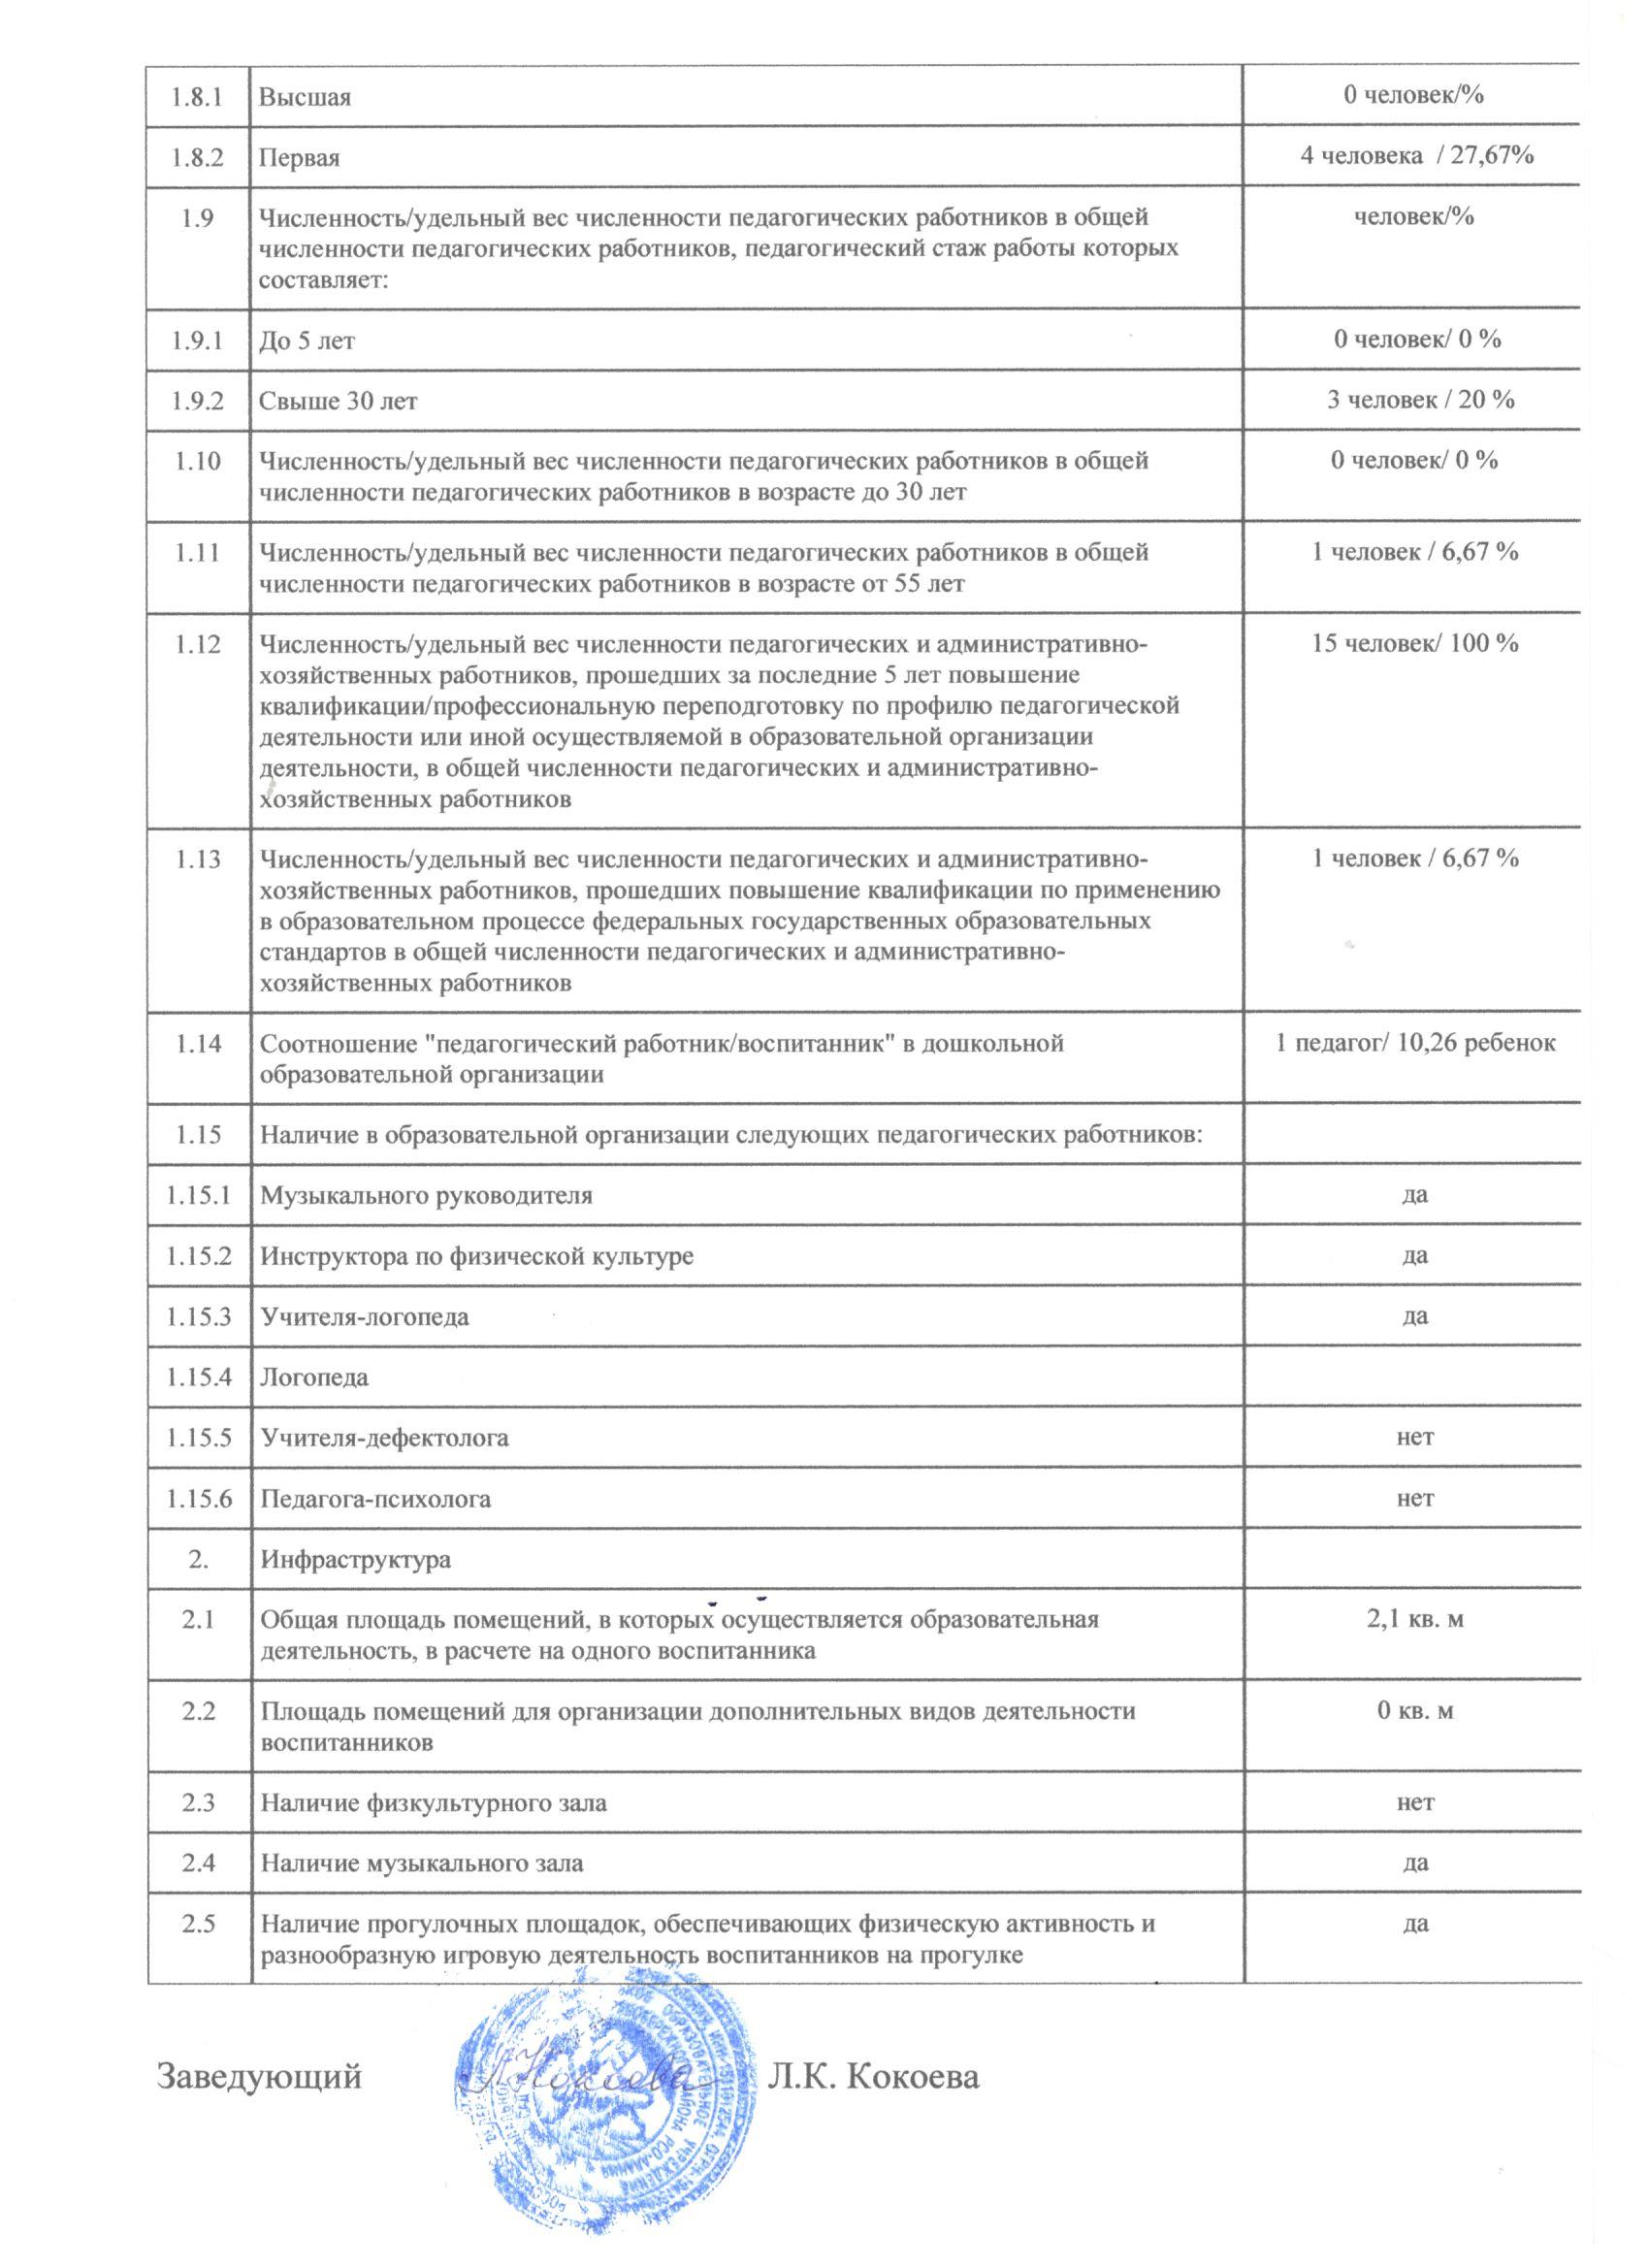 1.8.1 Высшая 0 человек/%
1.8.2 Первая 4 человека / 27,67%
1.9 Численность/удельный вес численности педагогических работников в общей человек/%
численности педагогических работников, педагогический стаж работы которых
составляет:
1.9.1 До 5 лет 0 человек/ 0 %
1.9.2 Свыше 30 лет 3 человек / 20 %
1.10 Численность/удельный вес численности педагогических работников в общей 0 человек/ 0 %
численности педагогических работников в возрасте до 30 лет
1.11 Численность/удельный вес численности педагогических работников в общей 1 человек / 6,67 %
численности педагогических работников в возрасте от 55 лет
1.12 Численность/удельный вес численности педагогических и административно- 15 человек/ 100 %
хозяйственных работников, прошедших за последние 5 лет повышение
квалификации/профессиональную переподготовку по профилю педагогической
деятельности или иной осуществляемой в образовательной организации
деятельности, в общей численности педагогических и административно-
хозяйственных работников
1.13 Численность/удельный вес численности педагогических и административно- 1 человек / 6,67 %
хозяйственных работников, прошедших повышение квалификации по применению
в образовательном процессе федеральных государственных образовательных
стандартов в общей численности педагогических и административно-
хозяйственных работников
1.14 Соотношение "педагогический работник/воспитанник" в дошкольной 1 педагог/ 10,26 ребенок
образовательной организации
1.15 Наличие в образовательной организации следующих педагогических работников:
1.15.1 Музыкального руководителя да
1.15.2 Инструктора по физической культуре да
1.15.3 Учителя-логопеда да
1.15.4 Логопеда
1.15.5 Учителя-дефектолога нет
1.15.6 Педагога-психолога нет
2. Инфраструктура
2.1 Общая площадь помещений, в которых осуществляется образовательная 2,1 кв. м
деятельность, в расчете на одного воспитанника
2.2 Площадь помещений для организации дополнительных видов деятельности 0 кв. м
воспитанников
2.3 Наличие физкультурного зала нет
2.4 Наличие музыкального зала да
2.5 Наличие прогулочных площадок, обеспечивающих физическую активность и да
разнообразную игровую деятельность воспитанников на прогулке
Заведующий Л.К. Кокоева